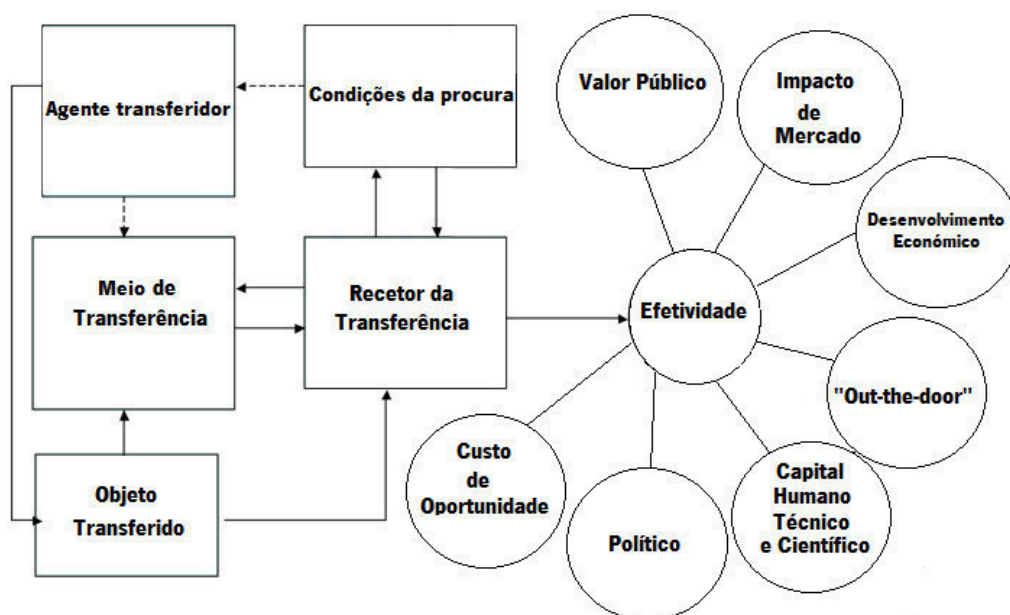 Agente transferidor
Condições da procura
Meio de
Transferência
Recetor da
Transferência
Objeto
Transferido
Efetividade
Valor Público
Impacto
de
Mercado
Desenvolvimento
Económico
"Out-the-door"
Capital
Humano
Técnico
e Científico
Político
Custo
de
Oportunidade